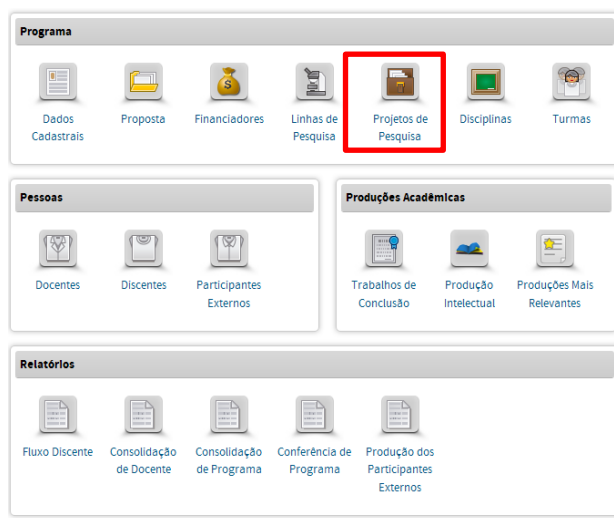 Programa
Dados Cadastrais
Proposta
Financiadores
Linhas de Pesquisa
Projetos de Pesquisa
Disciplinas
Turmas
Pessoas
Docentes
Discentes
Participantes Externos
Produções Acadêmicas
Trabalhos de Conclusão
Produção Intelectual
Produções Mais Relevantes
Relatórios
Fluxo Discente
Consolidação de Docente
Consolidação de Programa
Conferência de Programa
Produção dos Participantes Externos